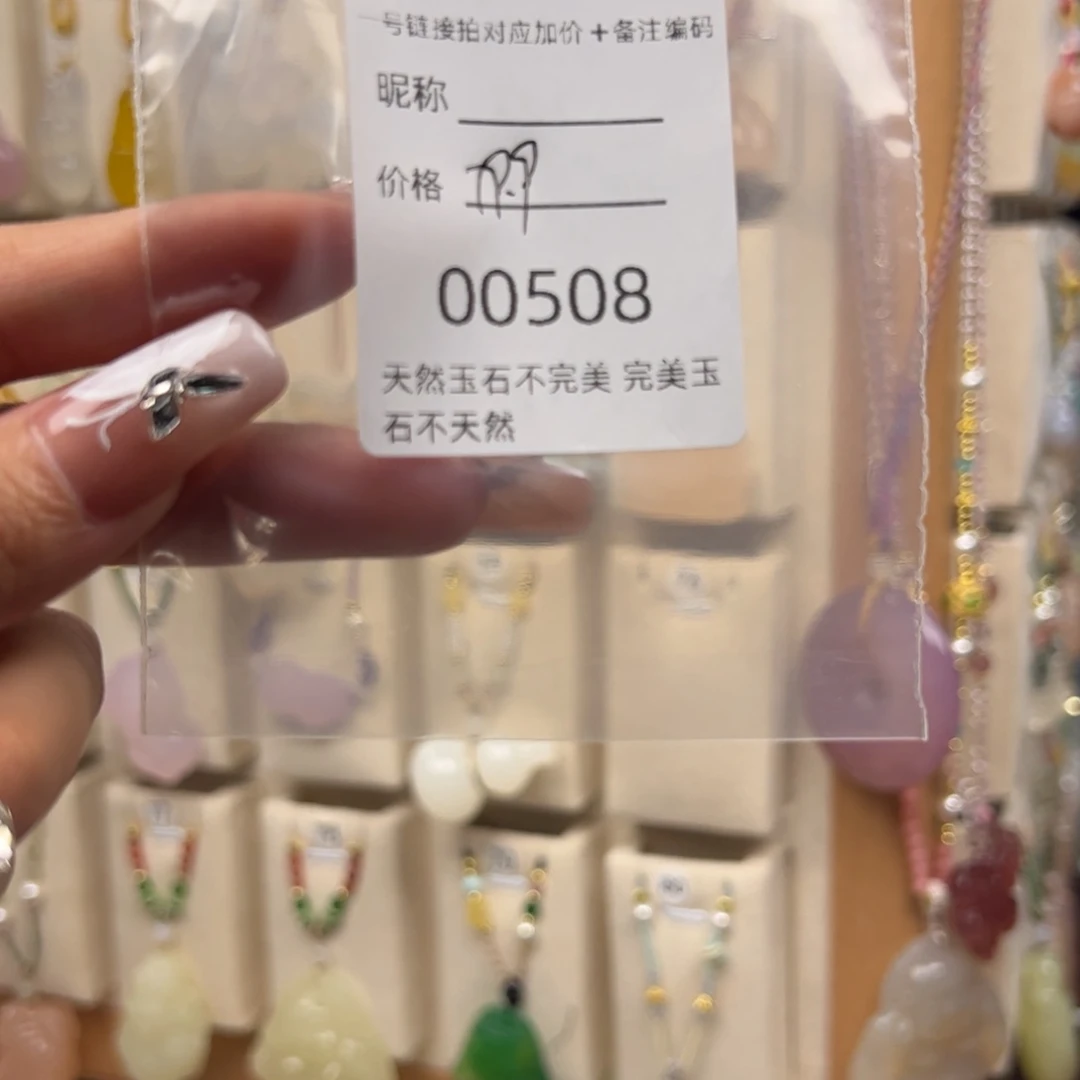 一号链接拍对应加价+备注编码
昵称
价格
00508
天然玉石不完美 完美玉
石不天然